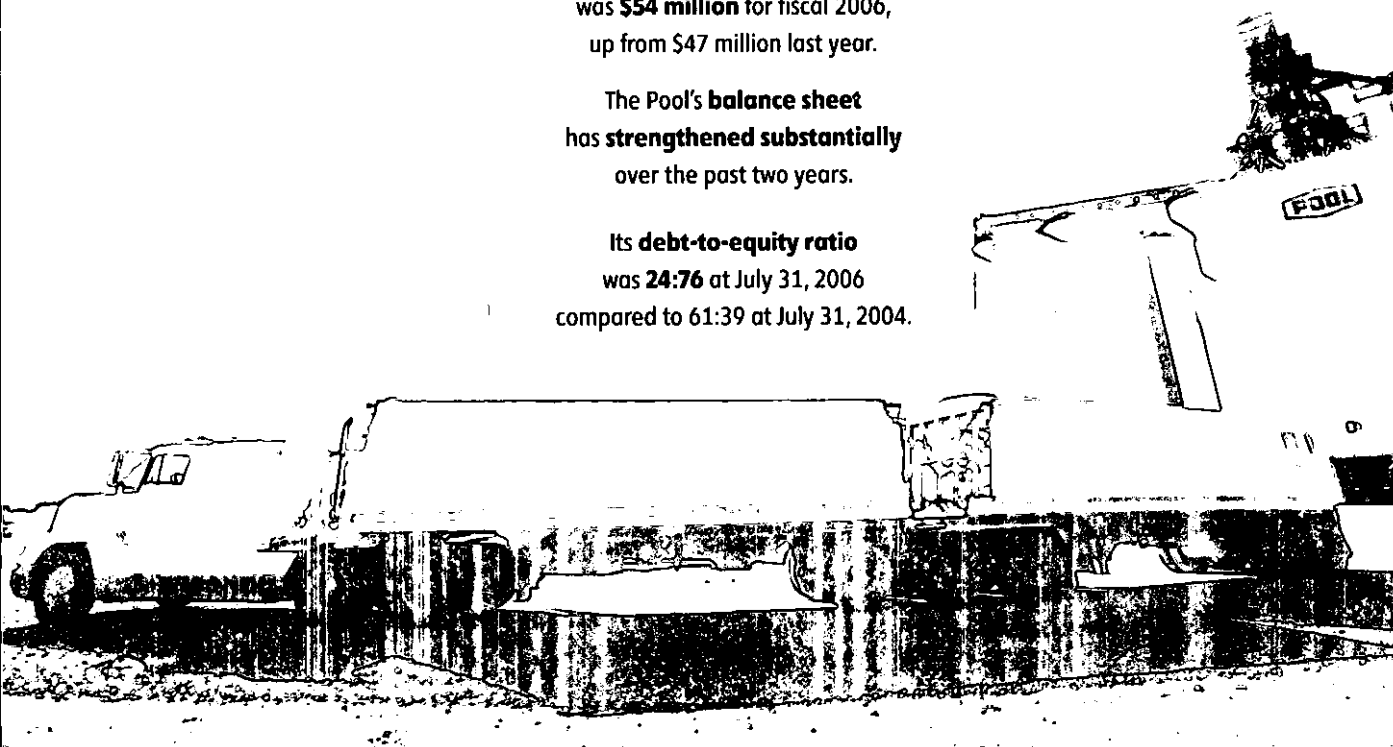 was $54 million for fiscal 2006,
up from $47 million last year.
The Pool's balance sheet
has strengthened substantially
over the past two years.
Its debt-to-equity ratio
was 24:76 at July 31, 2006
compared to 61:39 at July 31, 2004.
POOL